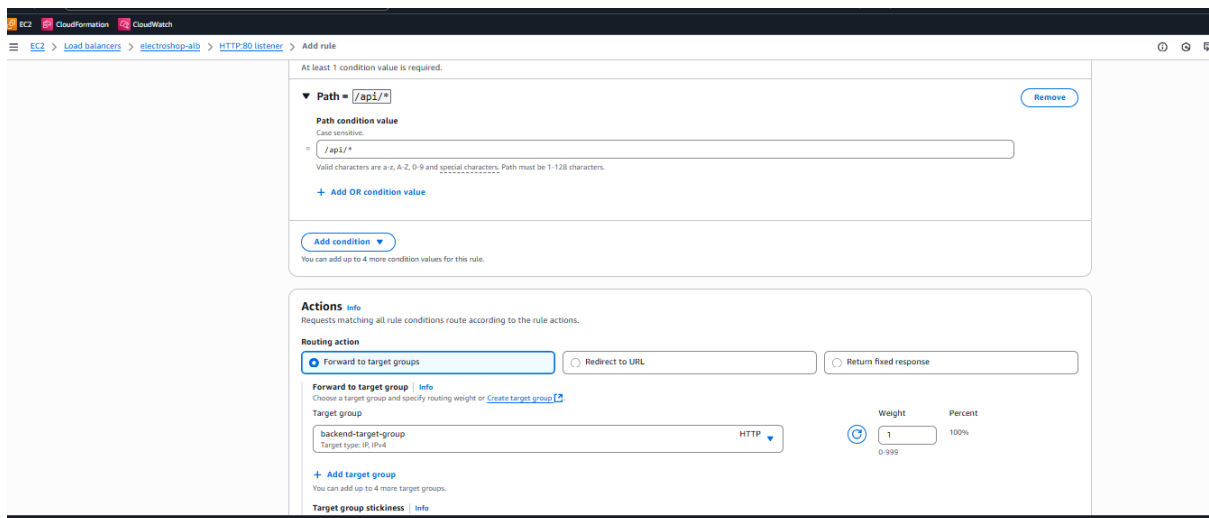 EC2 CloudFormation CloudWatch
EC2 > Load balancers > electroshop-alb > HTTP:80 listener > Add rule
At least 1 condition value is required.
Path = /api/*
Remove
Path condition value
Case sensitive.
= /api/*
Valid characters are a-z, A-Z, 0-9 and special characters. Path must be 1-128 characters.
+ Add OR condition value
Add condition
You can add up to 4 more condition values for this rule.
Actions Info
Requests matching all rule conditions route according to the rule actions.
Routing action
Forward to target groups Redirect to URL Return fixed response
Forward to target group | Info
Choose a target group and specify routing weight or Create target group.
Target group Weight Percent
backend-target-group HTTP 1 100%
Target type: IP, IPv4
0-999
+ Add target group
You can add up to 4 more target groups.
Target group stickiness | Info